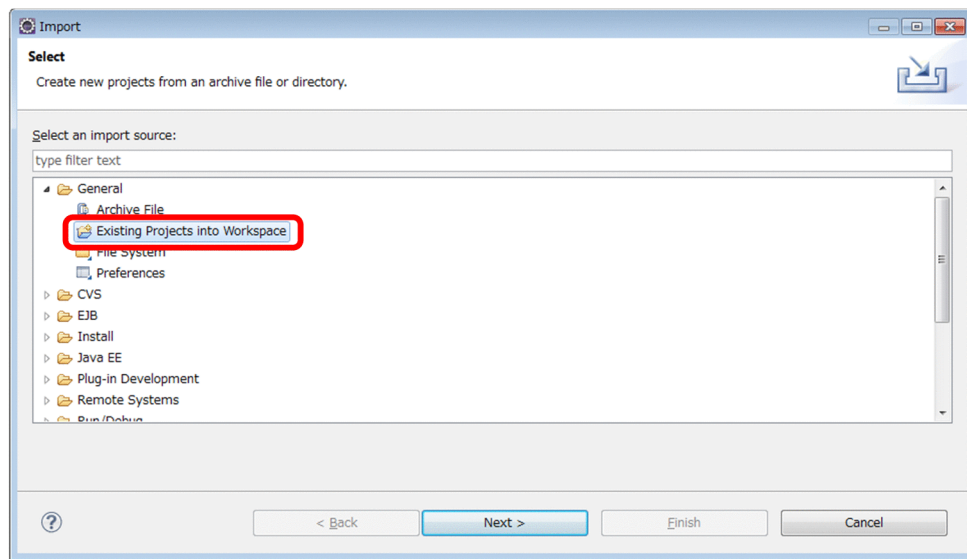 Import
Select
Create new projects from an archive file or directory.
Select an import source:
type filter text
General
Archive File
Existing Projects into Workspace
File System
Preferences
CVS
EJB
Install
Java EE
Plug-in Development
Remote Systems
Run/Debug
< Back
Next >
Finish
Cancel